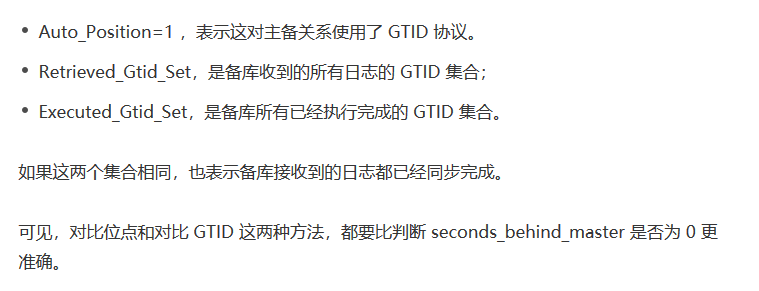 • Auto_Position=1 ，表示这对主备关系使用了 GTID 协议。
• Retrieved_Gtid_Set，是备库收到的所有日志的 GTID 集合；
• Executed_Gtid_Set，是备库所有已经执行完成的 GTID 集合。
如果这两个集合相同，也表示备库接收到的日志都已经同步完成。
可见，对比位点和对比 GTID 这两种方法，都要比判断 seconds_behind_master 是否为 0 更
准确。